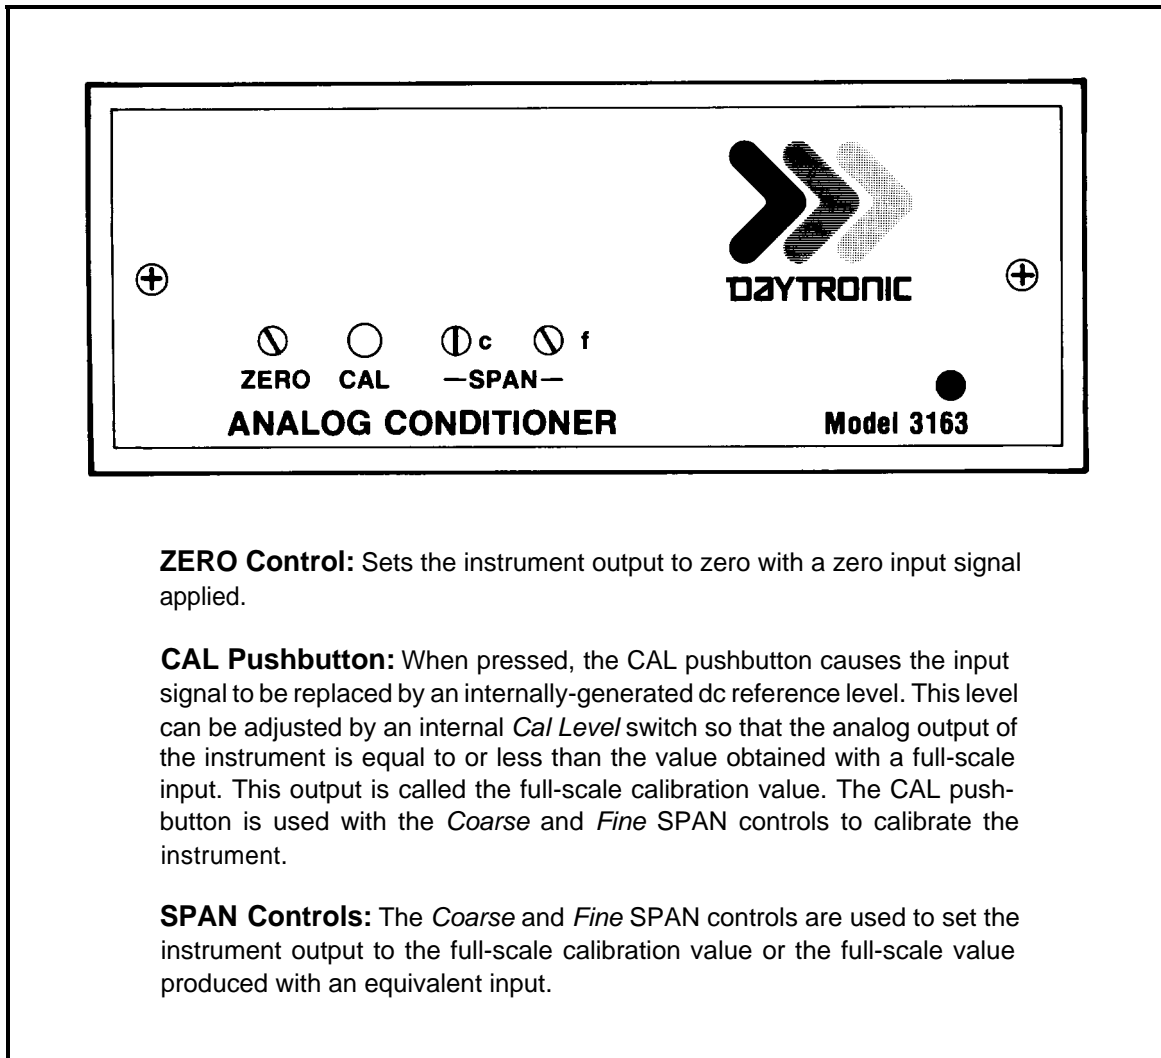 DAYTRONIC
c f
ZERO CAL —SPAN—
ANALOG CONDITIONER
Model 3163
ZERO Control: Sets the instrument output to zero with a zero input signal
applied.
CAL Pushbutton: When pressed, the CAL pushbutton causes the input
signal to be replaced by an internally-generated dc reference level. This level
can be adjusted by an internal Cal Level switch so that the analog output of
the instrument is equal to or less than the value obtained with a full-scale
input. This output is called the full-scale calibration value. The CAL push-
button is used with the Coarse and Fine SPAN controls to calibrate the
instrument.
SPAN Controls: The Coarse and Fine SPAN controls are used to set the
instrument output to the full-scale calibration value or the full-scale value
produced with an equivalent input.